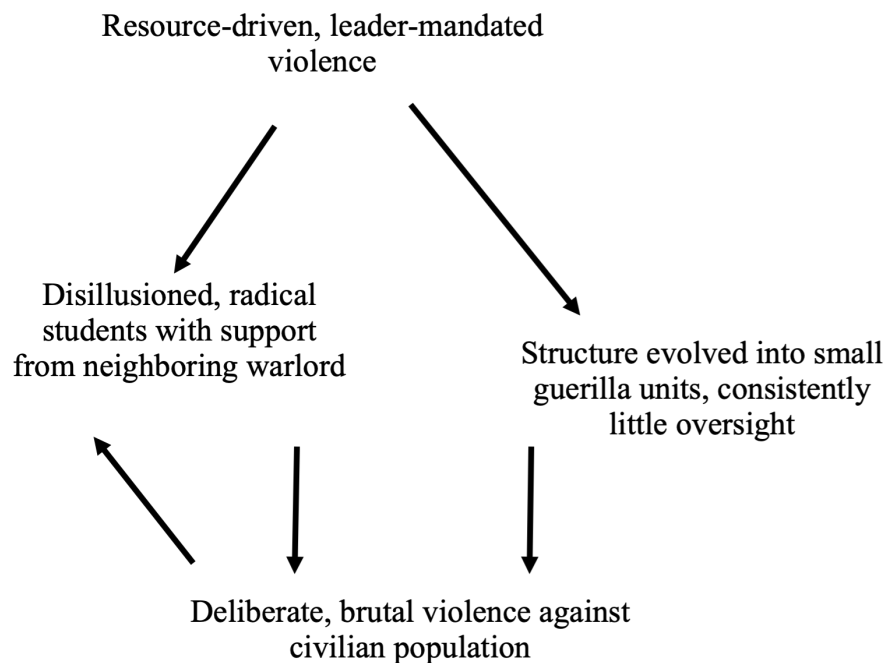 Resource-driven, leader-mandated
violence
Disillusioned, radical
students with support
from neighboring warlord
Structure evolved into small
guerilla units, consistently
little oversight
Deliberate, brutal violence against
civilian population